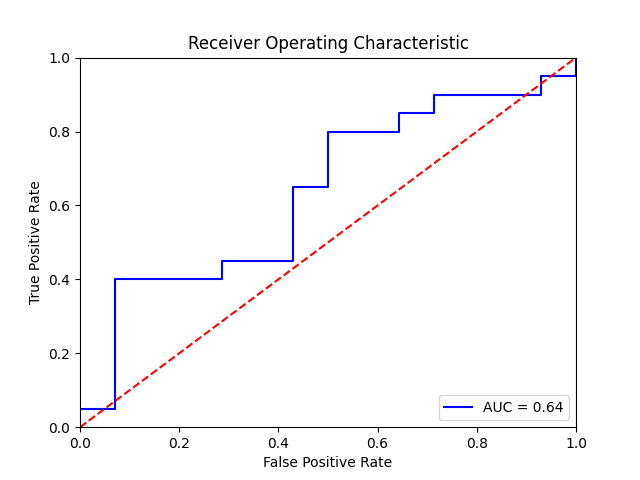 Receiver Operating Characteristic
1.0
0.8
0.6
0.4
0.2
0.0
True Positive Rate
AUC = 0.64
0.0 0.2 0.4 0.6 0.8 1.0
False Positive Rate